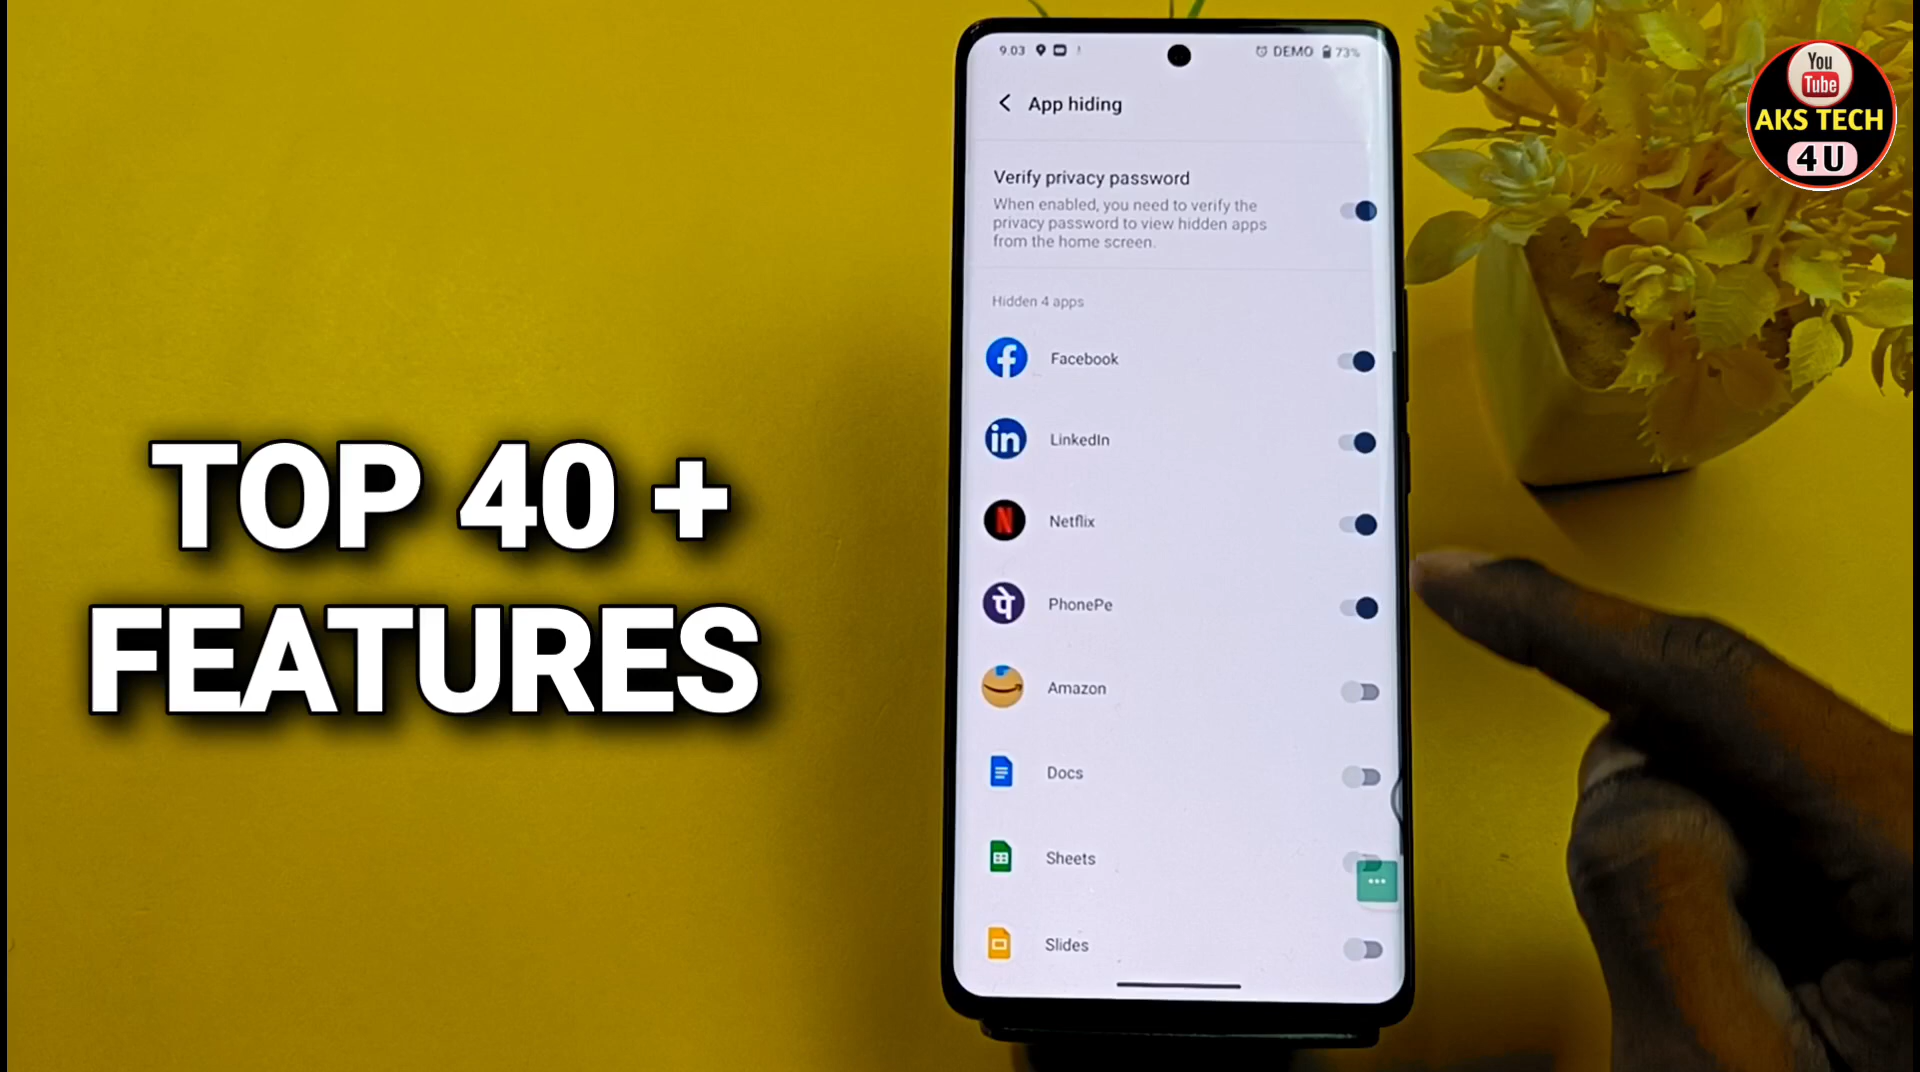 TOP 40 +
FEATURES
9.03
DEMO 73%
App hiding
Verify privacy password
When enabled, you need to verify the
privacy password to view hidden apps
from the home screen.
Hidden 4 apps
f Facebook
in LinkedIn
N Netflix
पे PhonePe
Amazon
Docs
Sheets
Slides
You
Tube
AKS TECH
4 U